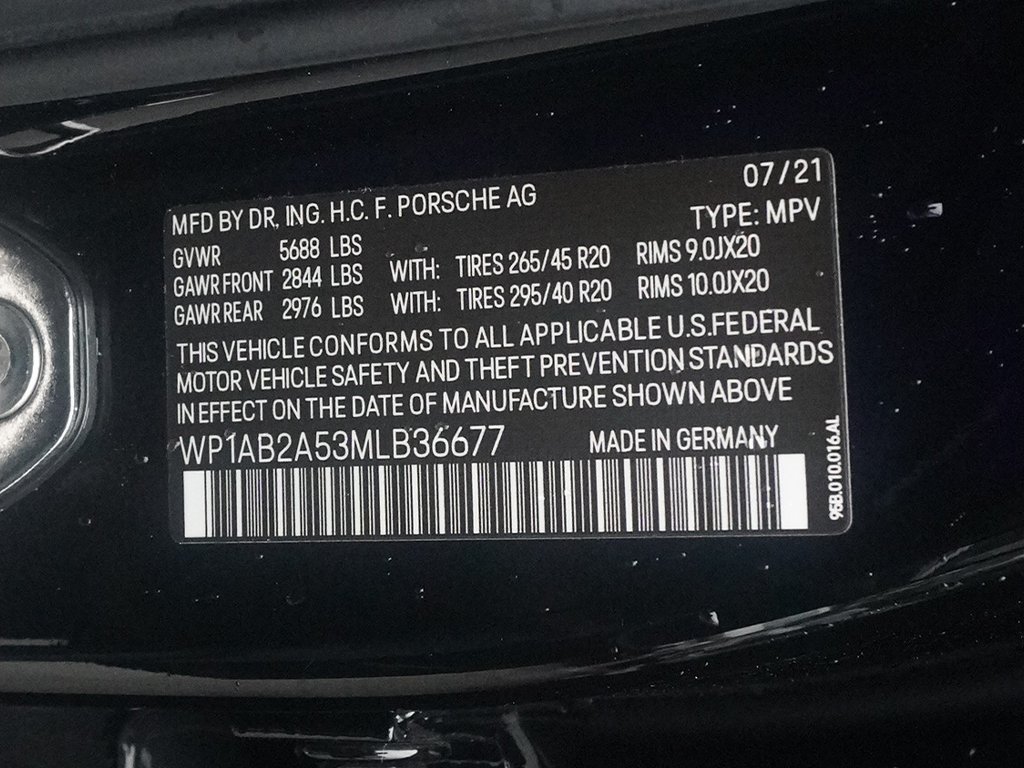 07/21
MFD BY DR. ING. H.C. F. PORSCHE AG TYPE: MPV
GVWR 5688 LBS
GAWR FRONT 2844 LBS WITH: TIRES 265/45 R20 RIMS 9.0JX20
GAWR REAR 2976 LBS WITH: TIRES 295/40 R20 RIMS 10.0JX20
THIS VEHICLE CONFORMS TO ALL APPLICABLE U.S.FEDERAL
MOTOR VEHICLE SAFETY AND THEFT PREVENTION STANDARDS
IN EFFECT ON THE DATE OF MANUFACTURE SHOWN ABOVE
WP1AB2A53MLB36677 MADE IN GERMANY
95B.010.016.AL